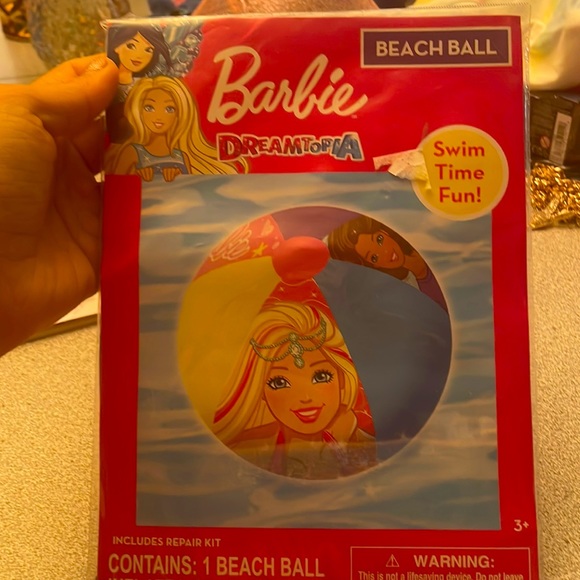 BEACH BALL
Barbie
DREAMTOPIA
Swim
Time
Fun!
3+
INCLUDES REPAIR KIT
CONTAINS: 1 BEACH BALL
⚠ WARNING:
This is not a lifesaving device. Do not leave